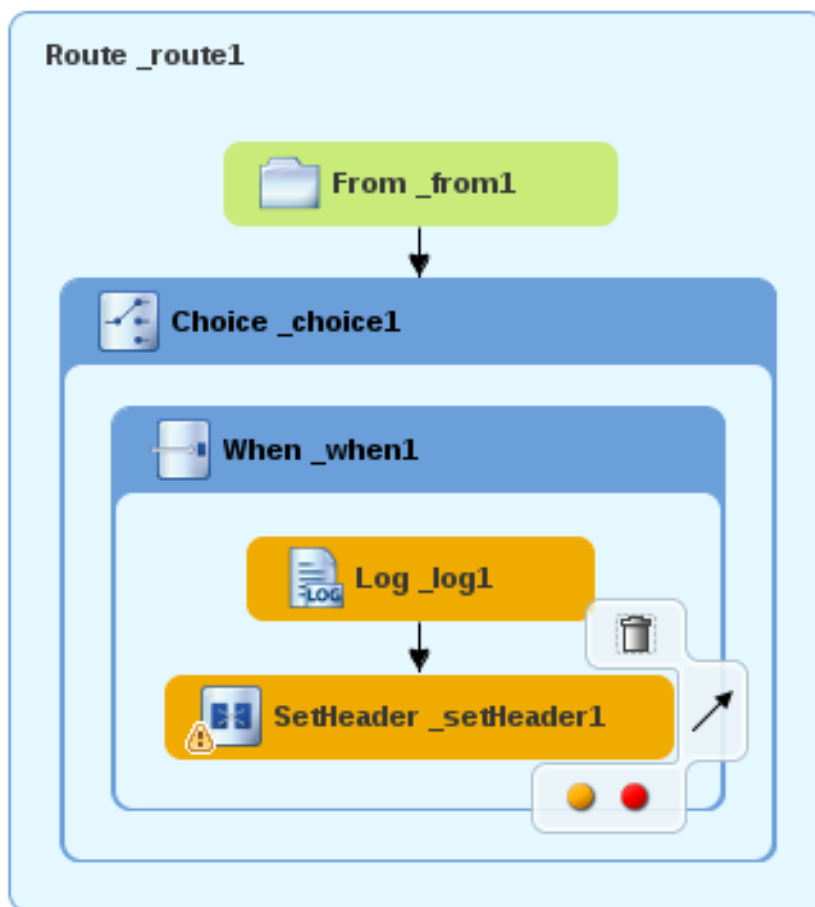 Route _route1
From _from1
Choice _choice1
When _when1
LOG
Log _log1
SetHeader _setHeader1